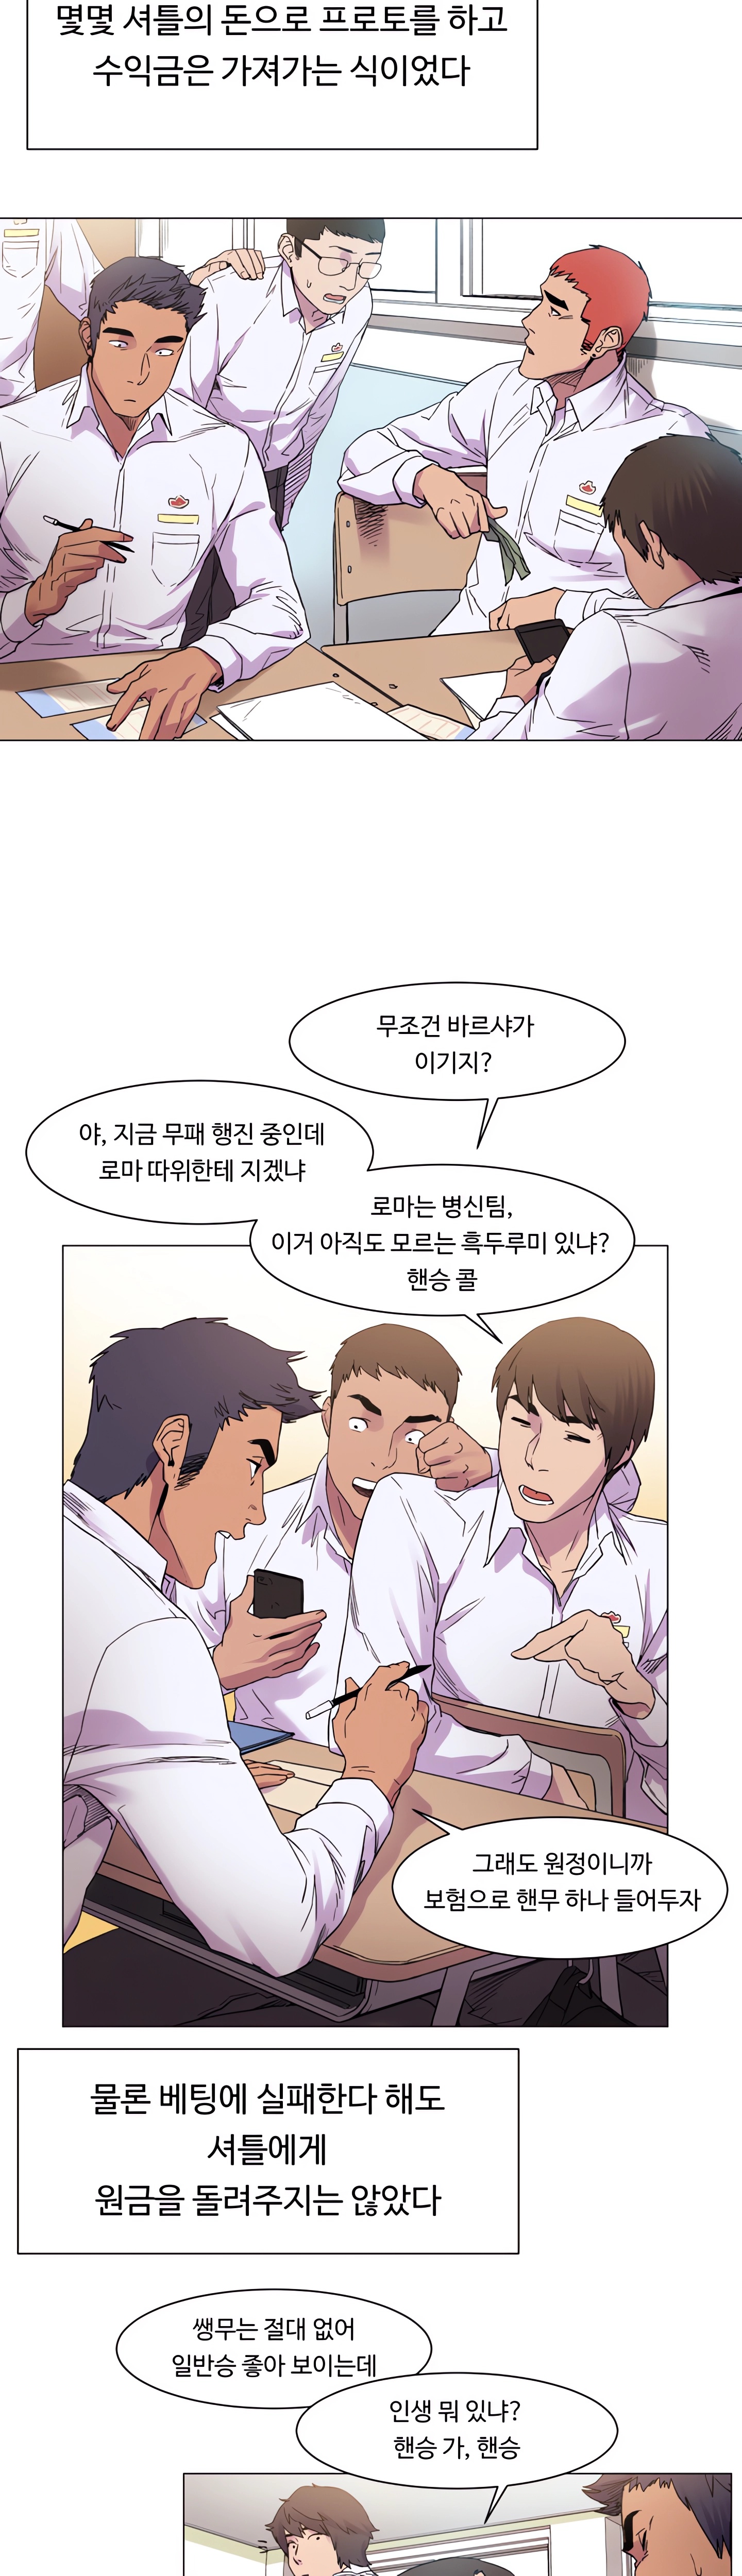 몇몇 셔틀의 돈으로 프로토를 하고
수익금은 가져가는 식이었다
무조건 바르샤가
이기지?
야, 지금 무패 행진 중인데
로마 따위한테 지겠냐
로마는 병신팀,
이거 아직도 모르는 흑두루미 있냐?
핸승 콜
그래도 원정이니까
보험으로 핸무 하나 들어두자
물론 베팅에 실패한다 해도
셔틀에게
원금을 돌려주지는 않았다
쌩무는 절대 없어
일반승 좋아 보이는데
인생 뭐 있냐?
핸승 가, 핸승